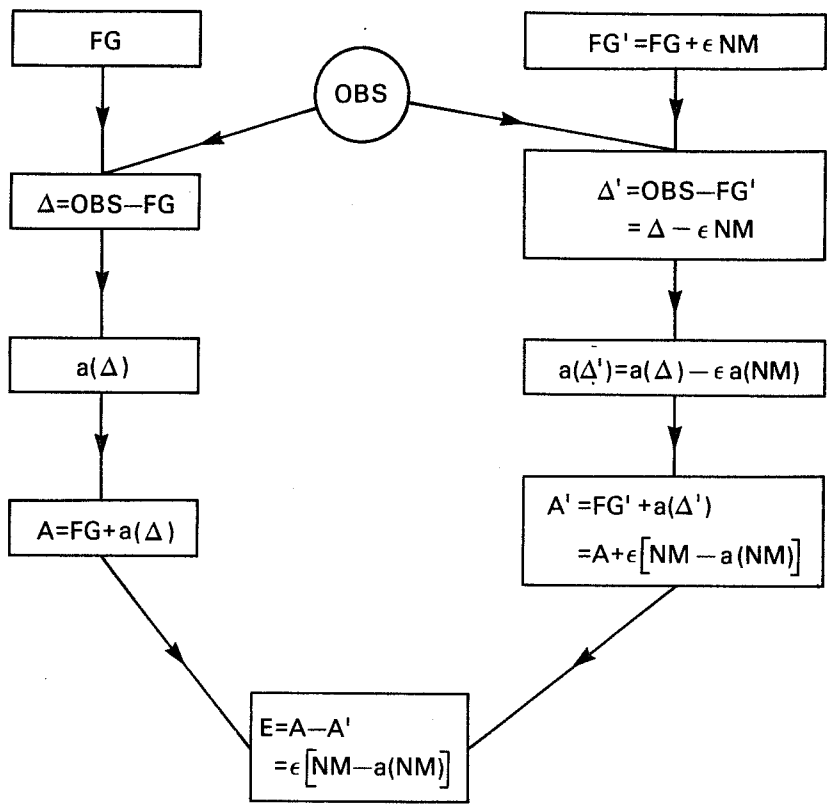 FG
OBS
FG'=FG+ϵNM
Δ=OBS—FG
Δ'=OBS—FG'
=Δ—ϵNM
a(Δ)
a(Δ')=a(Δ)—ϵa(NM)
A=FG+a(Δ)
A'=FG'+a(Δ')
=A+ϵ[NM—a(NM)]
E=A—A'
=ϵ[NM—a(NM)]